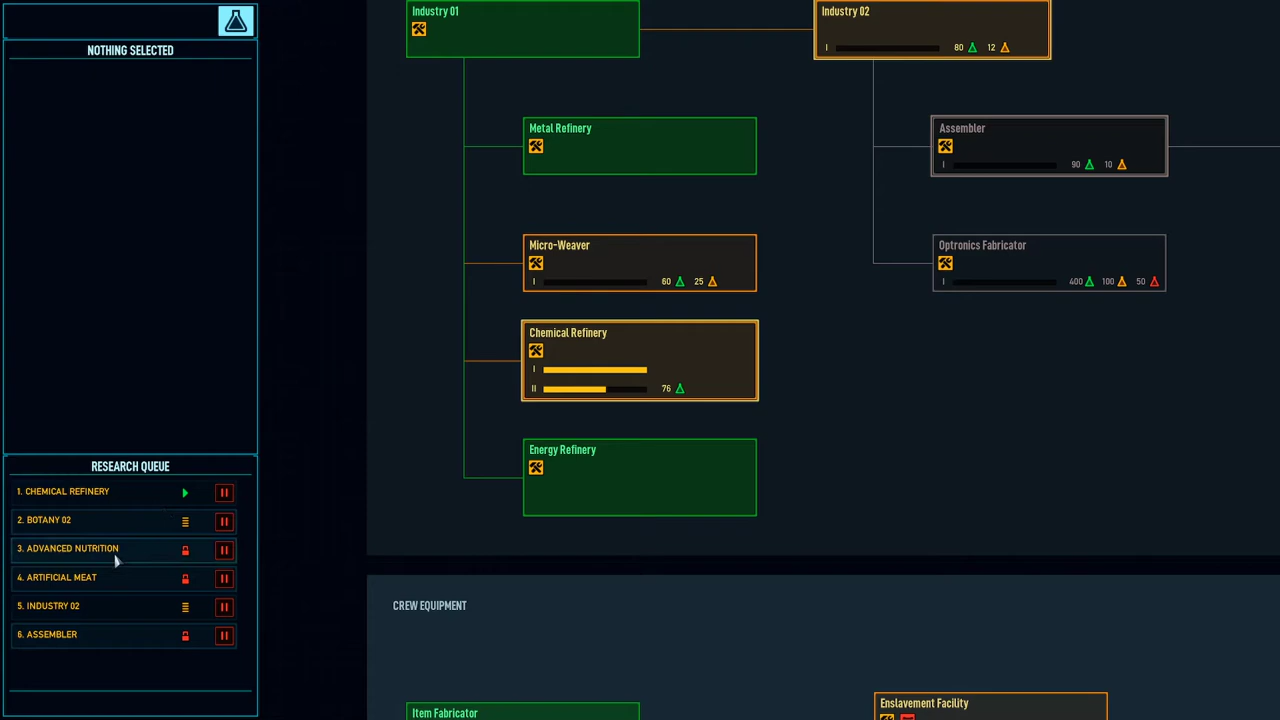 NOTHING SELECTED
RESEARCH QUEUE
1. CHEMICAL REFINERY
2. BOTANY 02
3. ADVANCED NUTRITION
4. ARTIFICIAL MEAT
5. INDUSTRY 02
6. ASSEMBLER
Industry 01
Industry 02
I 80 12
Metal Refinery
Assembler
I 90 10
Micro-Weaver
I 60 25
Optronics Fabricator
I 400 100 50
Chemical Refinery
I
II 76
Energy Refinery
CREW EQUIPMENT
Item Fabricator
Enslavement Facility